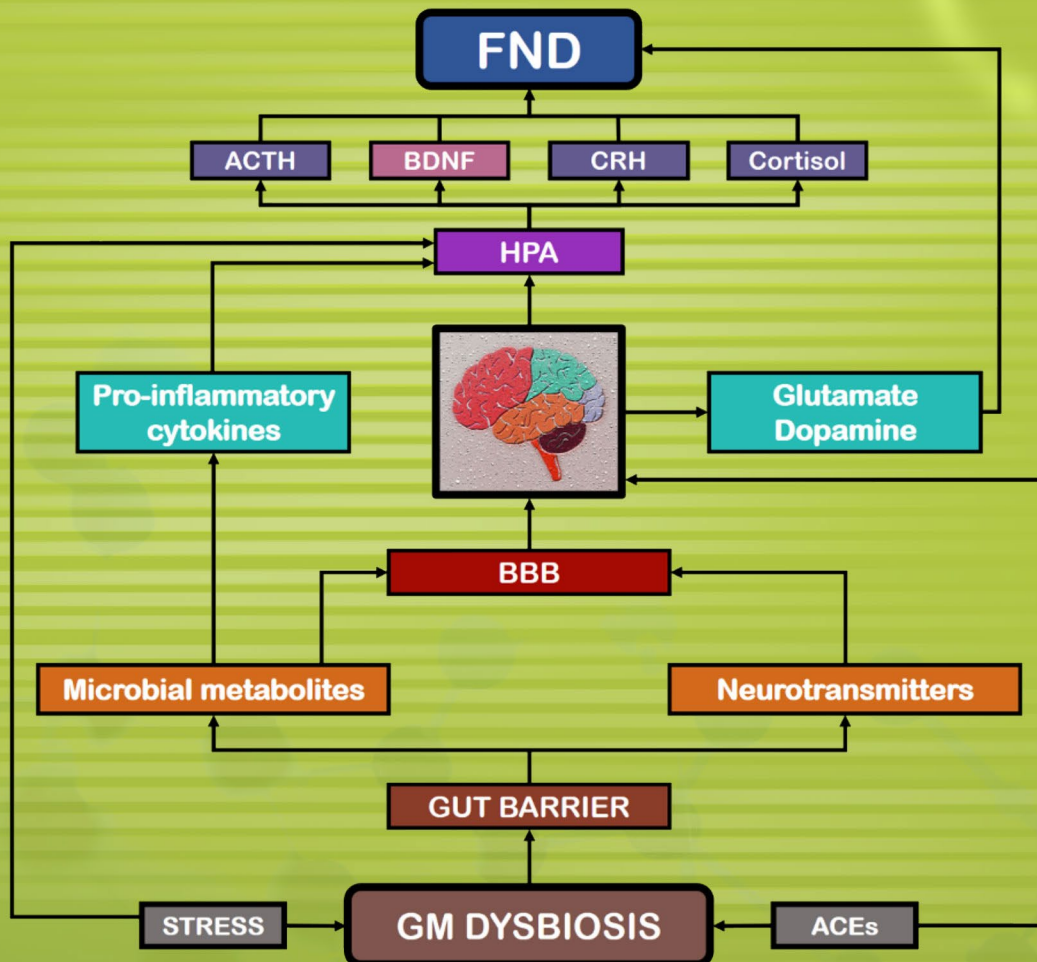 FND
ACTH
BDNF
CRH
Cortisol
HPA
Pro-inflammatory
cytokines
Glutamate
Dopamine
BBB
Microbial metabolites
Neurotransmitters
GUT BARRIER
STRESS
GM DYSBIOSIS
ACEs